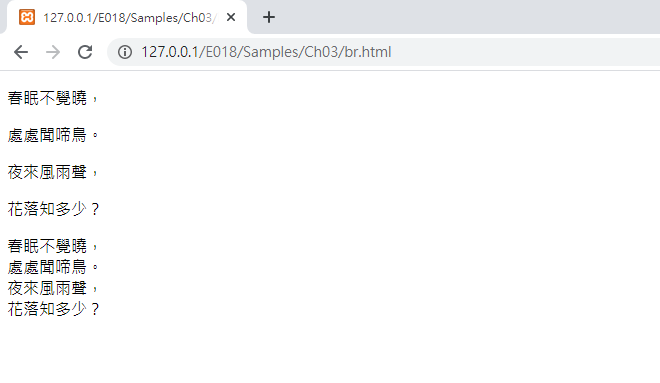 127.0.0.1/E018/Samples/Ch03/
127.0.0.1/E018/Samples/Ch03/br.html
春眠不覺曉，
處處聞啼鳥。
夜來風雨聲，
花落知多少？
春眠不覺曉，
處處聞啼鳥。
夜來風雨聲，
花落知多少？